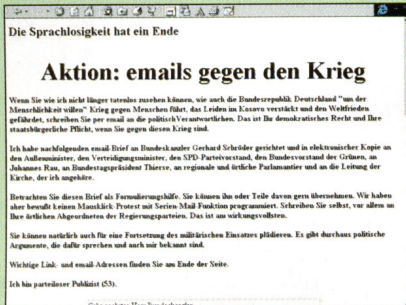 Die Sprachlosigkeit hat ein Ende
Aktion: emails gegen den Krieg
Wenn Sie wie ich nicht länger tatenlos zusehen können, wie auch die Bundesrepublik Deutschland "um der
Menschlichkeit willen" Krieg gegen Menschen führt, das Leiden im Kosovo verstärkt und den Weltfrieden
gefährdet, schreiben Sie per email an die politisch Verantwortlichen. Das ist Ihr demokratisches Recht und Ihre
staatsbürgerliche Pflicht, wenn Sie gegen diesen Krieg sind.
Ich habe nachfolgenden email-Brief an Bundeskanzler Gerhard Schröder gerichtet und in elektronischer Kopie an
den Außenminister, den Verteidigungsminister, den SPD-Parteivorstand, den Bundesvorstand der Grünen, an
Johannes Rau, an Bundestagspräsident Thierse, an regionale und örtliche Parlamentarier und an die Leitung der
Kirche, der ich angehöre.
Betrachten Sie diesen Brief als Formulierungshilfe. Sie können ihn oder Teile davon gern übernehmen. Wir haben
aber bewußt keinen Mausklick-Protest mit Serien-Mail-Funktion programmiert. Schreiben Sie selbst, vor allem an
Ihre örtlichen Abgeordneten der Regierungsparteien. Das ist am wirkungsvollsten.
Sie können natürlich auch für eine Fortsetzung des militärischen Einsatzes plädieren. Es gibt durchaus politische
Argumente, die dafür sprechen und auch mir bekannt sind.
Wichtige Link- und email-Adressen finden Sie am Ende der Seite.
Ich bin parteiloser Publizist (53).